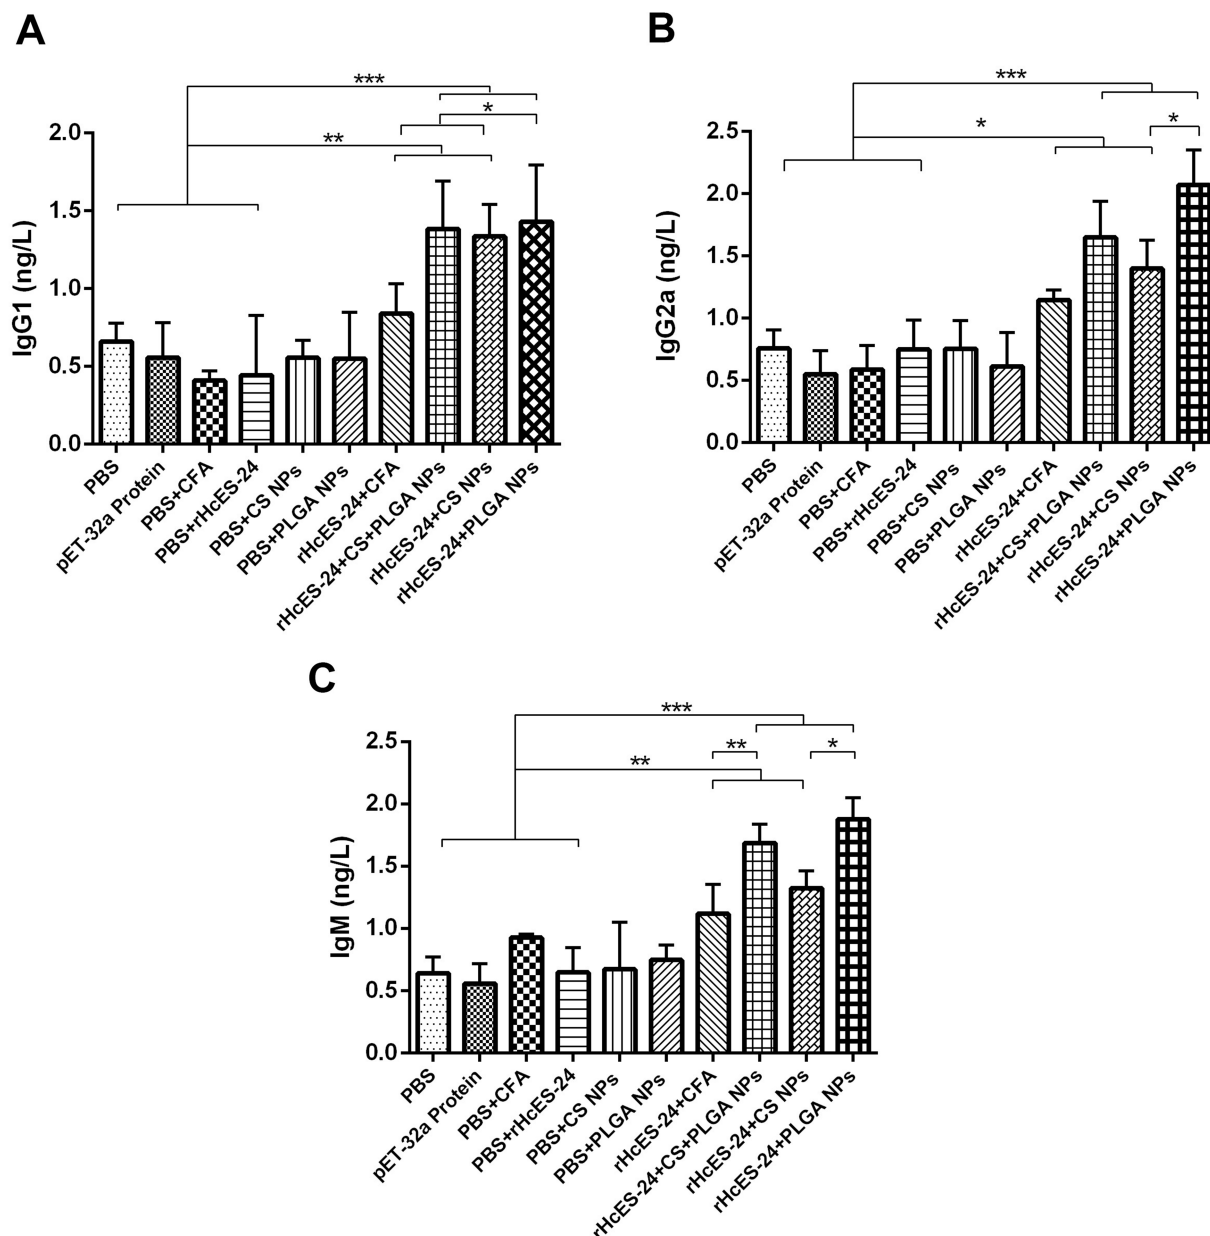 A
***
*
**
2.0
1.5
1.0
0.5
0.0
IgG1 (ng/L)
PBS
pET-32a Protein
PBS+CFA
PBS+rHcES-24
PBS+CS NPs
PBS+PLGA NPs
rHcES-24+CFA
rHcES-24+CS+PLGA NPs
rHcES-24+CS NPs
rHcES-24+PLGA NPs
B
***
*
*
2.5
2.0
1.5
1.0
0.5
0.0
IgG2a (ng/L)
PBS
pET-32a Protein
PBS+CFA
PBS+rHcES-24
PBS+CS NPs
PBS+PLGA NPs
rHcES-24+CFA
rHcES-24+CS+PLGA NPs
rHcES-24+CS NPs
rHcES-24+PLGA NPs
C
***
**
*
**
2.5
2.0
1.5
1.0
0.5
0.0
IgM (ng/L)
PBS
pET-32a Protein
PBS+CFA
PBS+rHcES-24
PBS+CS NPs
PBS+PLGA NPs
rHcES-24+CFA
rHcES-24+CS+PLGA NPs
rHcES-24+CS NPs
rHcES-24+PLGA NPs